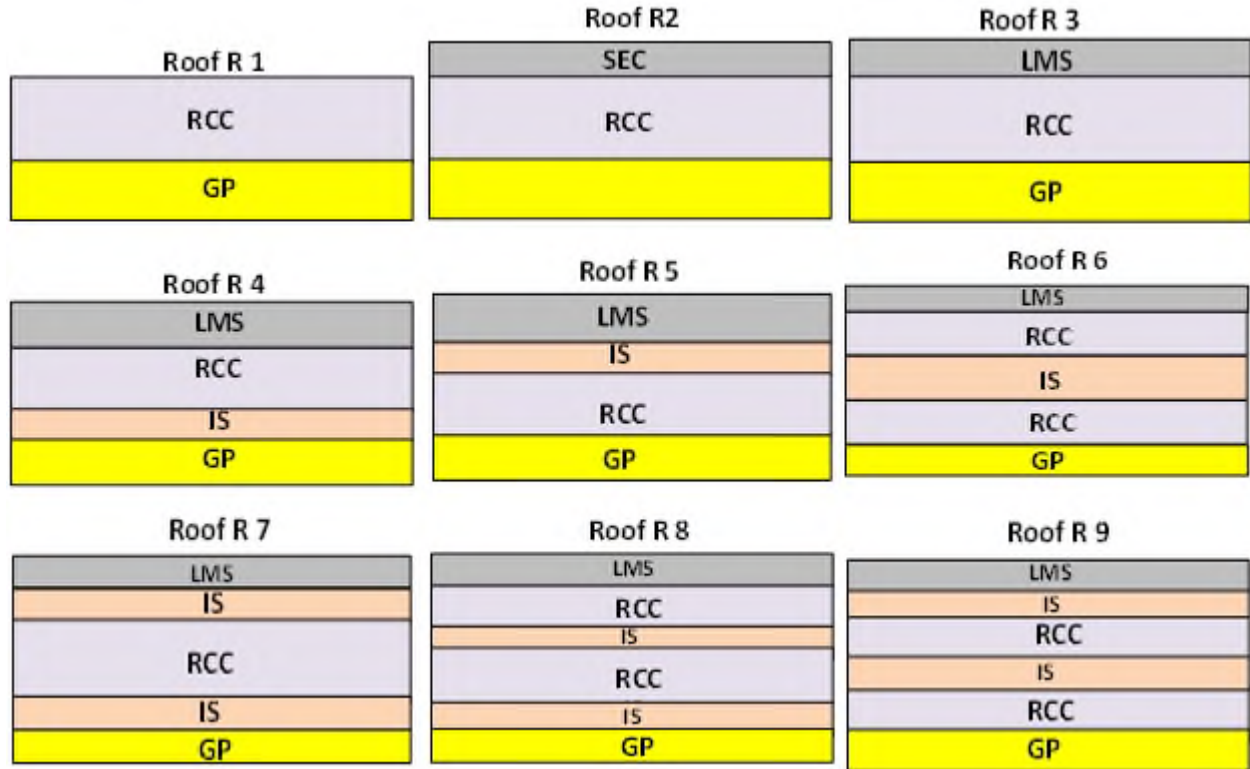 Roof R 1
RCC
GP
Roof R2
SEC
RCC
Roof R 3
LMS
RCC
GP
Roof R 4
LMS
RCC
IS
GP
Roof R 5
LMS
IS
RCC
GP
Roof R 6
LMS
RCC
IS
RCC
GP
Roof R 7
LMS
IS
RCC
IS
GP
Roof R 8
LMS
RCC
IS
RCC
IS
GP
Roof R 9
LMS
IS
RCC
IS
RCC
GP